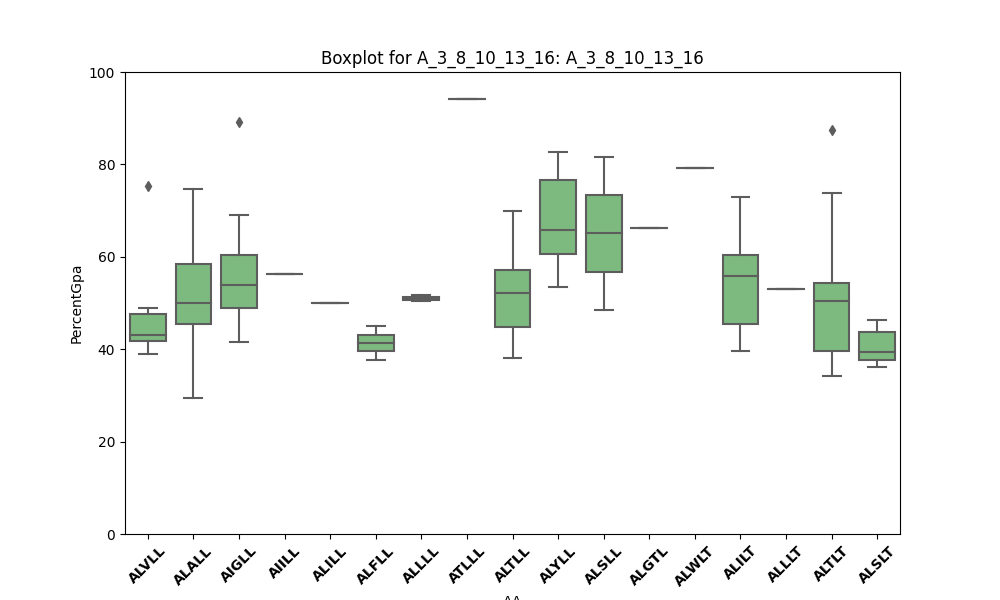 Boxplot for A_3_8_10_13_16: A_3_8_10_13_16
100
80
60
40
20
0
PercentGpa
ALVLL
ALALL
AIGLL
AIILL
ALILL
ALFLL
ALLLL
ATLLL
ALTLL
ALYLL
ALSLL
ALGTL
ALWLT
ALILT
ALLLT
ALTLT
ALSLT
AA